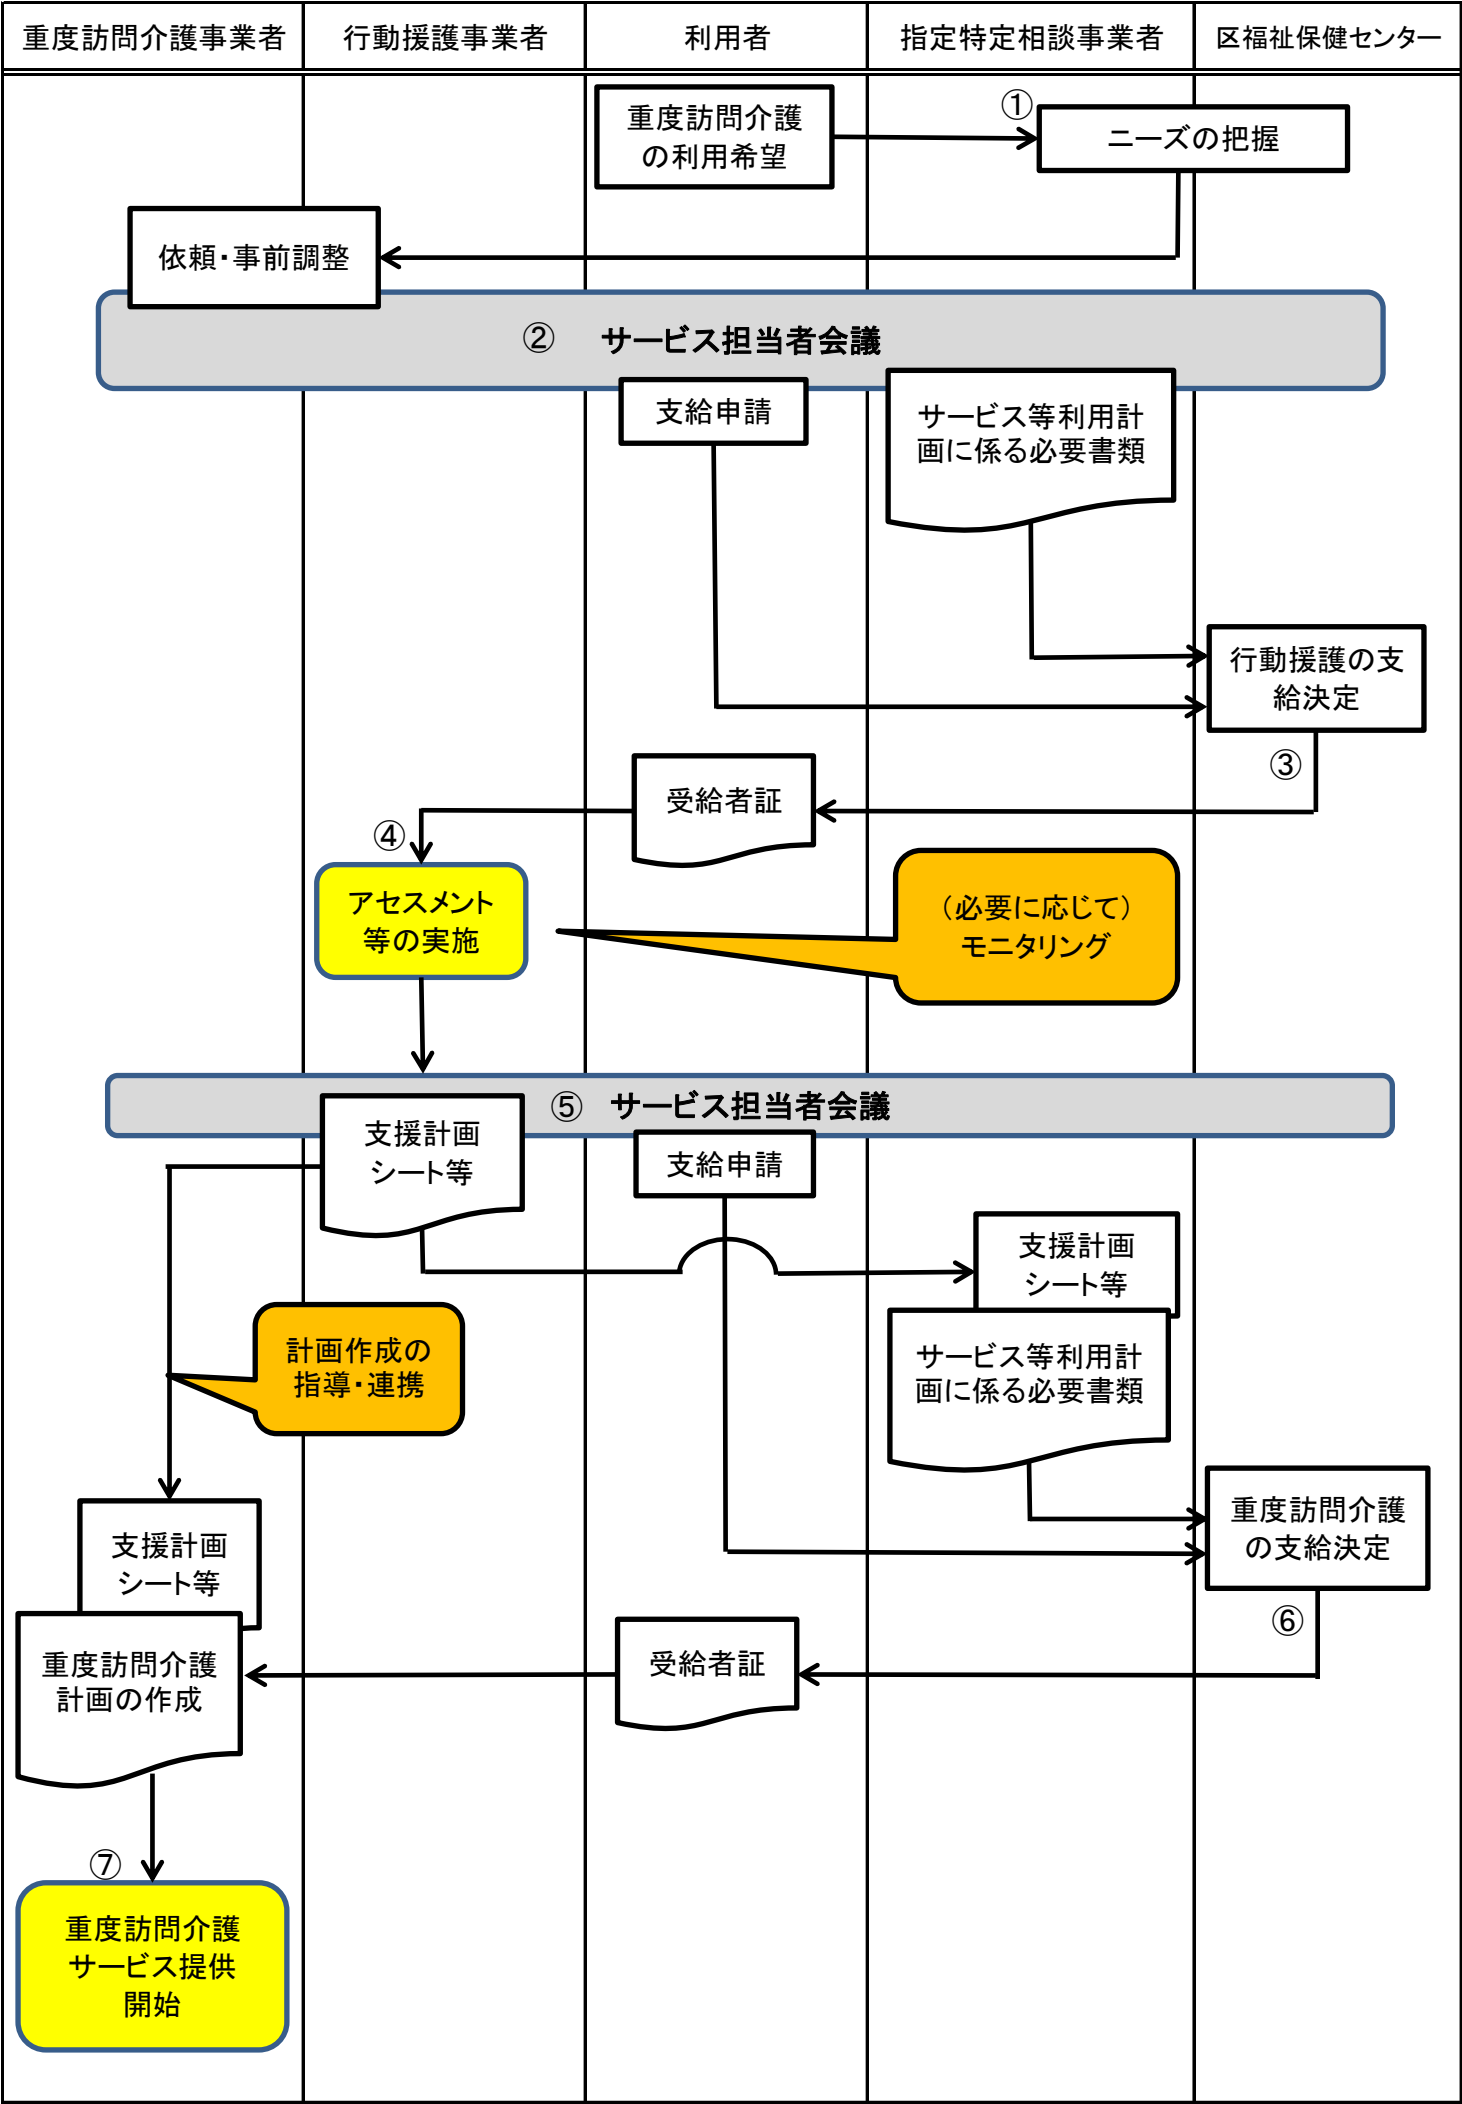 重度訪問介護事業者
行動援護事業者
利用者
指定特定相談事業者
区福祉保健センター
重度訪問介護
の利用希望
①
ニーズの把握
依頼・事前調整
②
サービス担当者会議
支給申請
サービス等利用計
画に係る必要書類
行動援護の支
給決定
③
受給者証
④
アセスメント
等の実施
（必要に応じて）
モニタリング
⑤
サービス担当者会議
支援計画
シート等
支給申請
支援計画
シート等
計画作成の
指導・連携
サービス等利用計
画に係る必要書類
重度訪問介護
の支給決定
支援計画
シート等
⑥
重度訪問介護
計画の作成
受給者証
⑦
重度訪問介護
サービス提供
開始